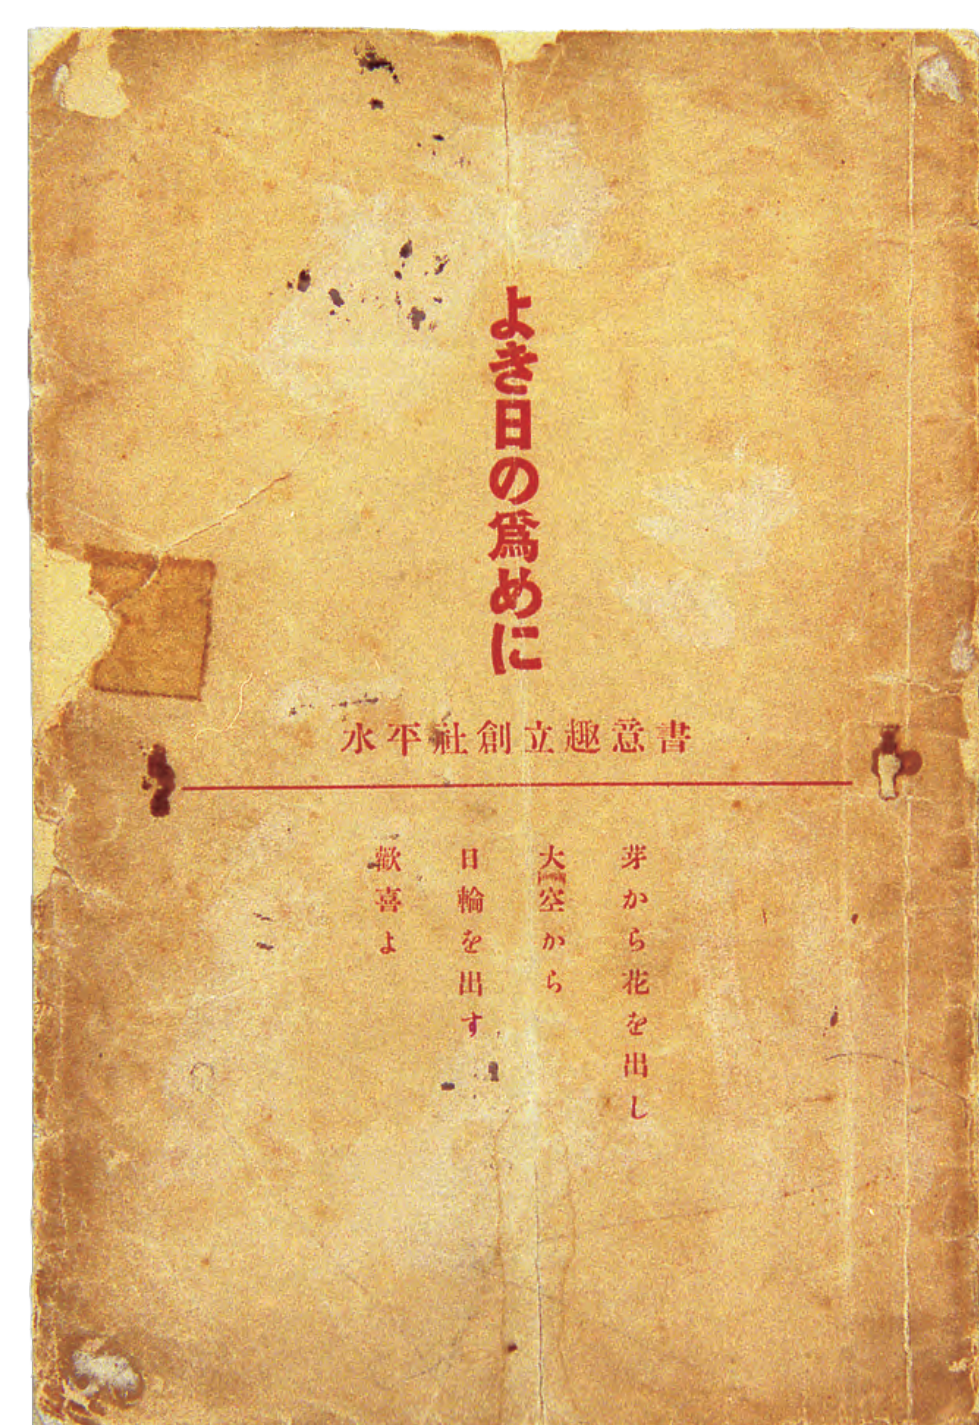 よき日の爲めに
水平社創立趣意書
芽から花を出し
大空から
日輪を出す
歡喜よ